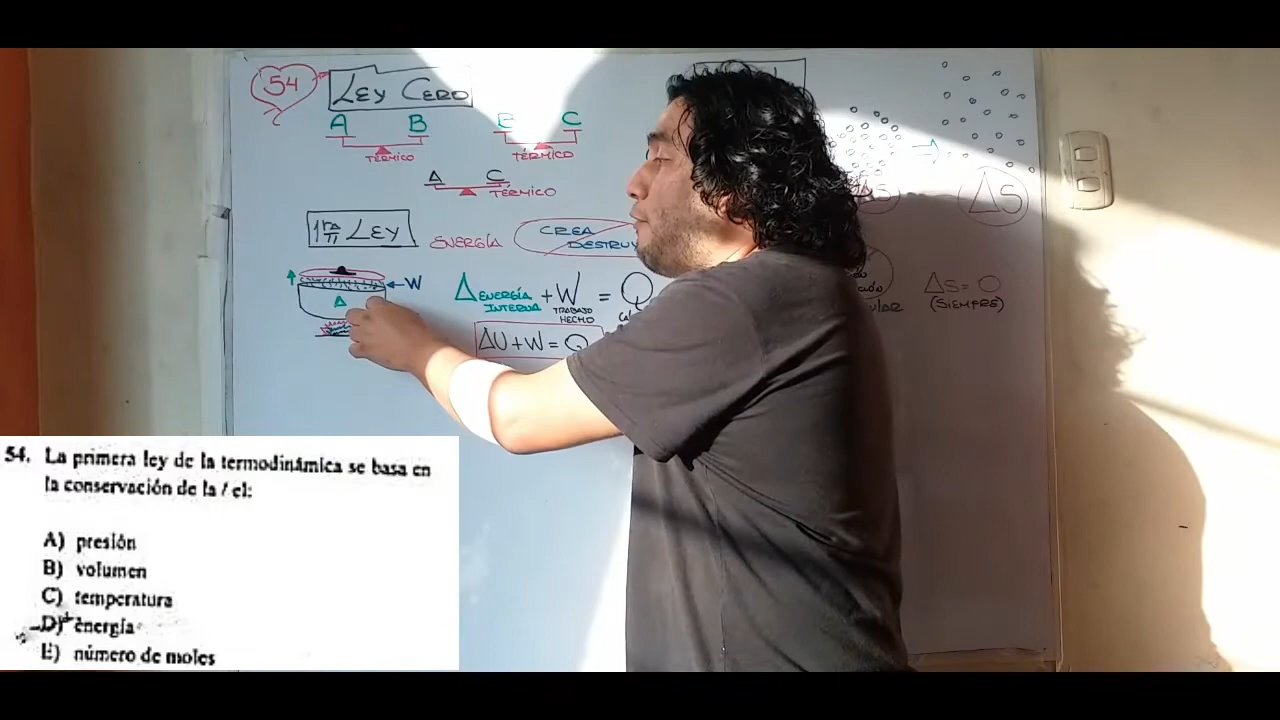 54
LEY CERO
A B
TÉRMICO
C
TÉRMICO
A C
TÉRMICO
1RA LEY
ENERGÍA
CREA
DESTRUY
W
Δ
Δ ENERGÍA INTERNA + W = Q
TRABAJO
HECHO
ΔU + W = Q
ΔS
ΔS = 0
(SIEMPRE)
54. La primera ley de la termodinámica se basa en
la conservación de la / el:
A) presión
B) volumen
C) temperatura
D) energía
E) número de moles